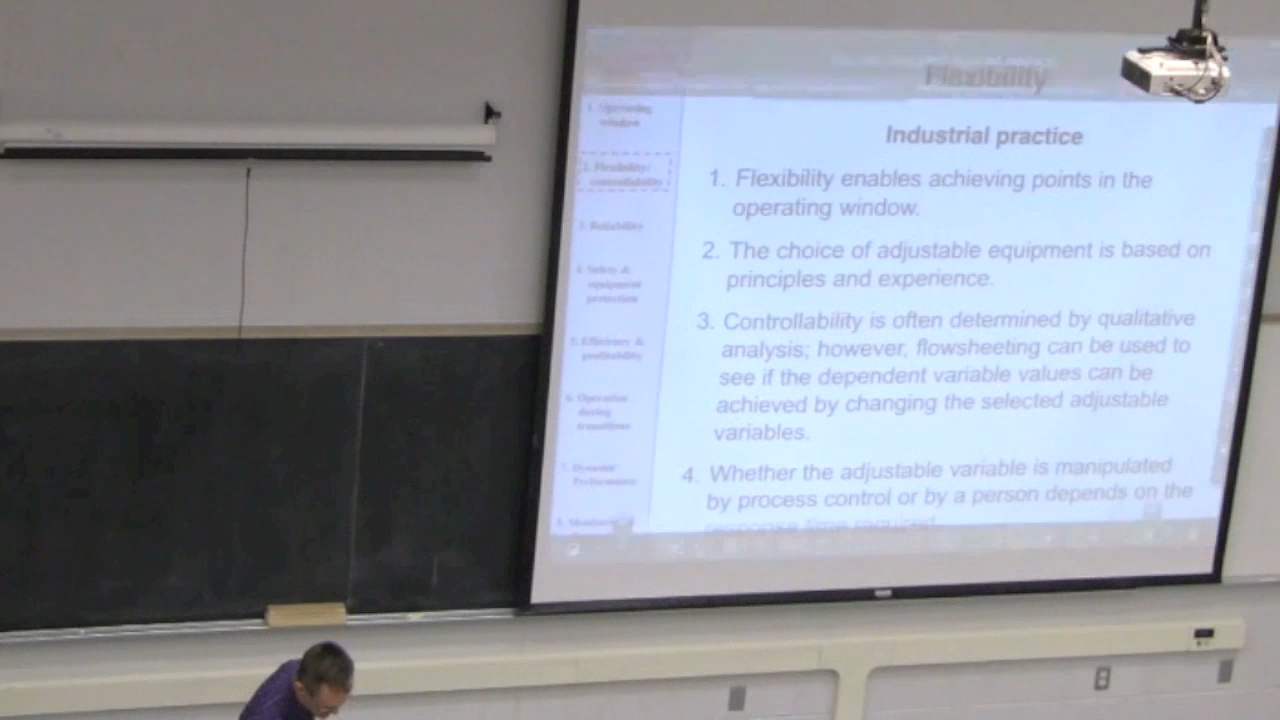 Flexibility
1. Operating
window
2. Flexibility/
controllability
3. Reliability
4. Safety &
equipment
protection
5. Efficiency &
profitability
6. Operation
during
transitions
7. Dynamic
Performance
8.
Industrial practice
1. Flexibility enables achieving points in the
operating window.
2. The choice of adjustable equipment is based on
principles and experience.
3. Controllability is often determined by qualitative
analysis; however, flowsheeting can be used to
see if the dependent variable values can be
achieved by changing the selected adjustable
variables.
4. Whether the adjustable variable is manipulated
by process control or by a person depends on the
response time required